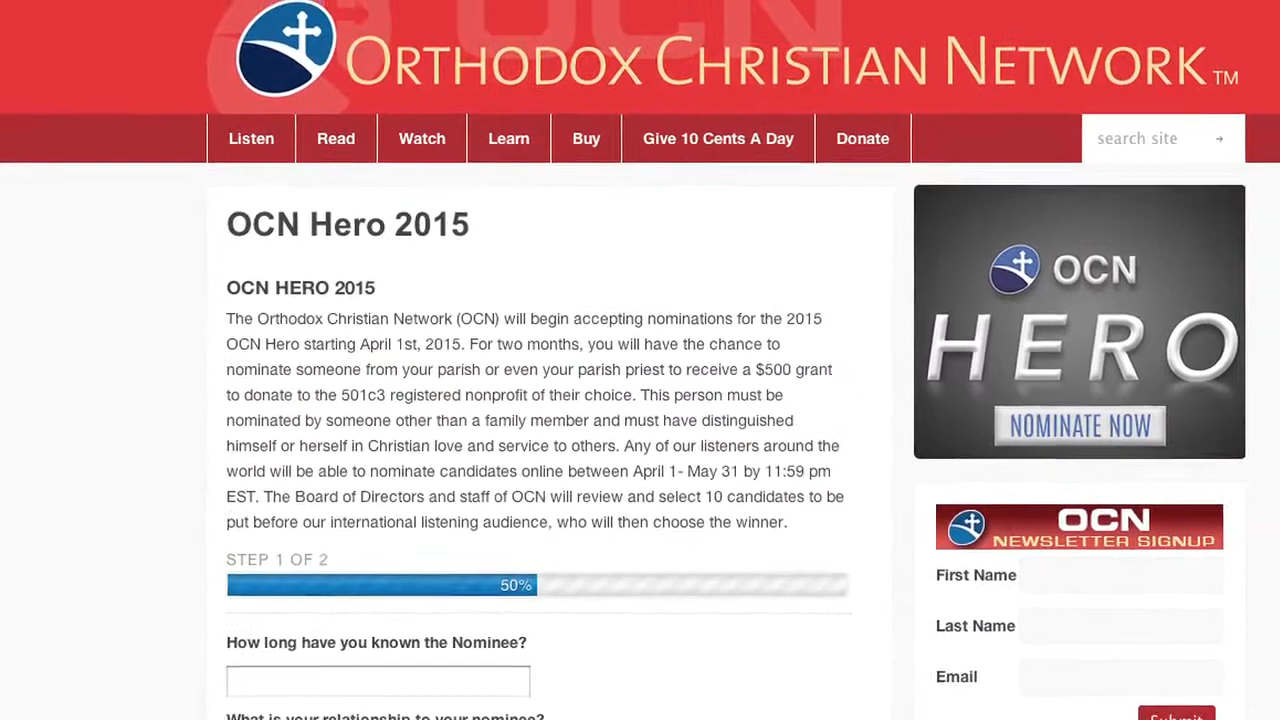 OCN
ORTHODOX CHRISTIAN NETWORK TM
Listen
Read
Watch
Learn
Buy
Give 10 Cents A Day
Donate
search site
OCN Hero 2015
OCN HERO 2015
The Orthodox Christian Network (OCN) will begin accepting nominations for the 2015
OCN Hero starting April 1st, 2015. For two months, you will have the chance to
nominate someone from your parish or even your parish priest to receive a $500 grant
to donate to the 501c3 registered nonprofit of their choice. This person must be
nominated by someone other than a family member and must have distinguished
himself or herself in Christian love and service to others. Any of our listeners around the
world will be able to nominate candidates online between April 1- May 31 by 11:59 pm
EST. The Board of Directors and staff of OCN will review and select 10 candidates to be
put before our international listening audience, who will then choose the winner.
STEP 1 OF 2
50%
How long have you known the Nominee?
What is your relationship to your nominee?
OCN
HERO
NOMINATE NOW
OCN
NEWSLETTER SIGNUP
First Name
Last Name
Email
Submit